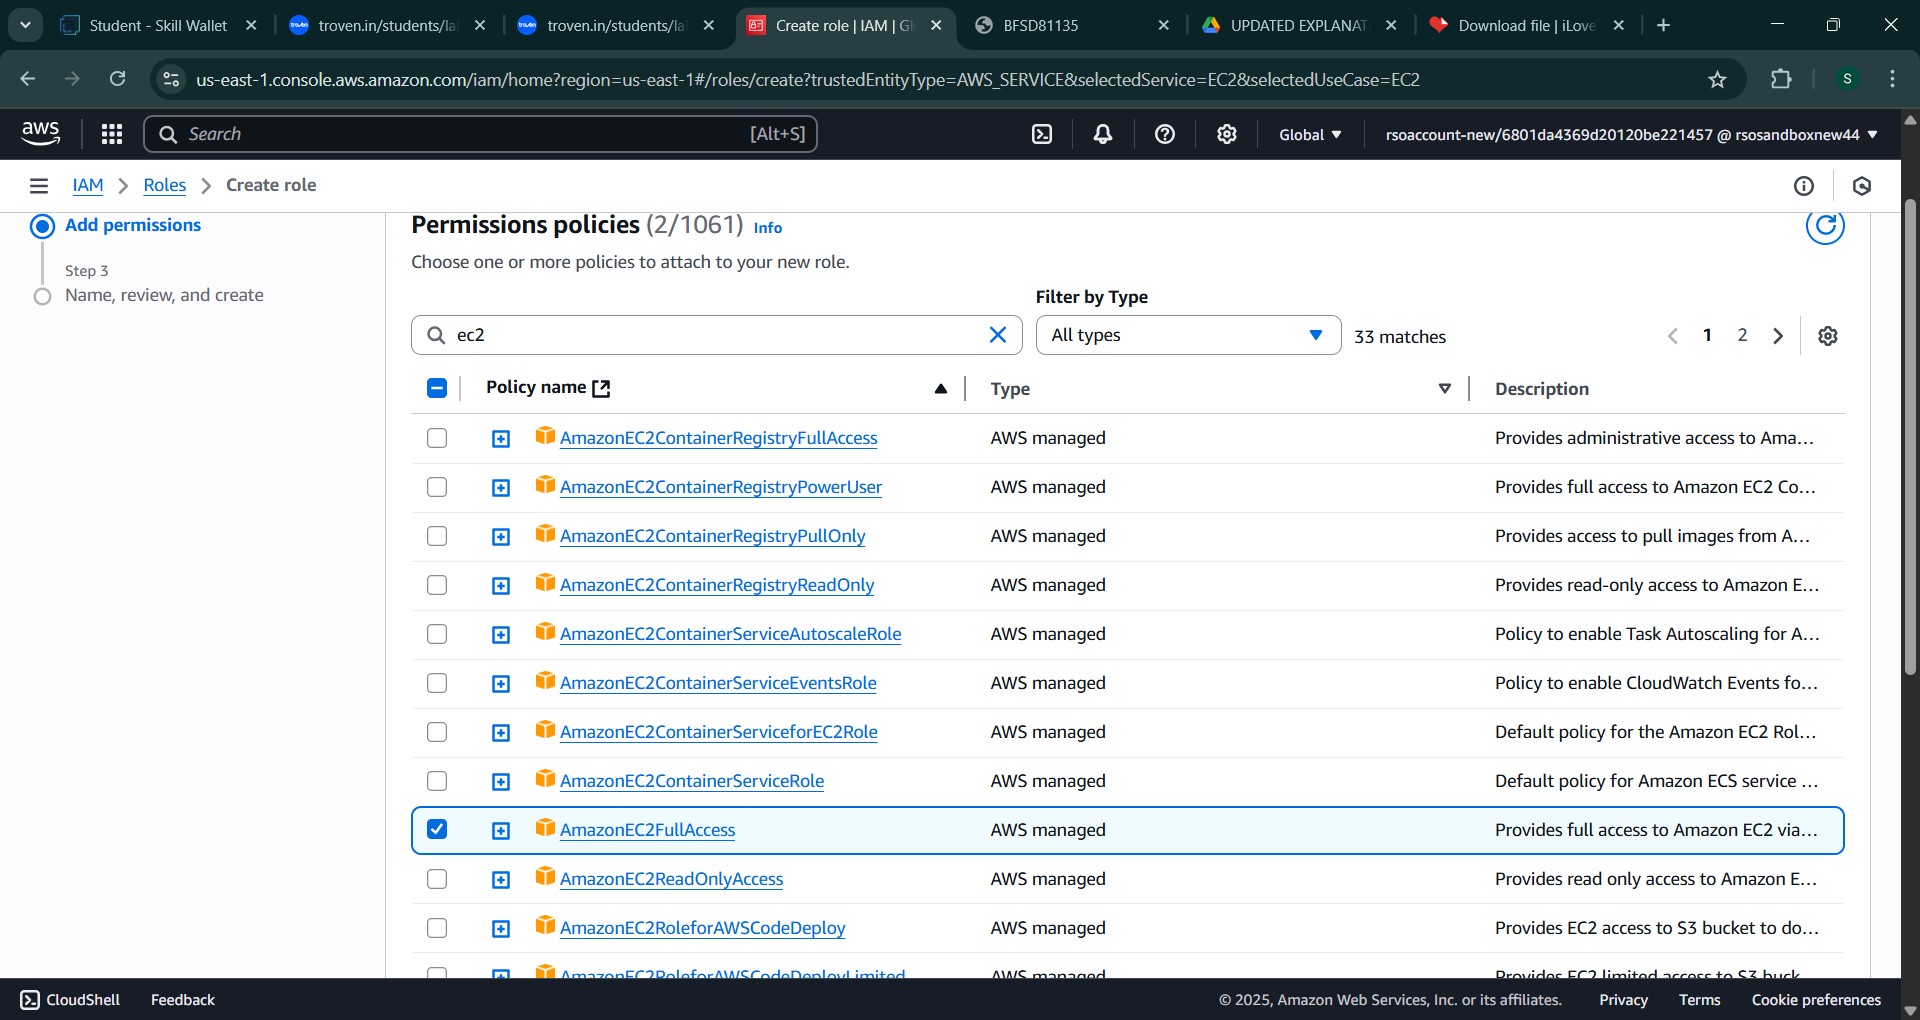 Student - Skill Wallet
troven.in/students/la
troven.in/students/la
Create role | IAM | Gl
BFSD81135
UPDATED EXPLANAT
Download file | iLove
us-east-1.console.aws.amazon.com/iam/home?region=us-east-1#/roles/create?trustedEntityType=AWS_SERVICE&selectedService=EC2&selectedUseCase=EC2
S
aws
Search
[Alt+S]
Global
rsoaccount-new/6801da4369d20120be221457 @ rsosandboxnew44
IAM
Roles
Create role
Add permissions
Step 3
Name, review, and create
Permissions policies (2/1061) Info
Choose one or more policies to attach to your new role.
Filter by Type
ec2
All types
33 matches
1
2
Policy name
Type
Description
AmazonEC2ContainerRegistryFullAccess AWS managed Provides administrative access to Ama...
AmazonEC2ContainerRegistryPowerUser AWS managed Provides full access to Amazon EC2 Co...
AmazonEC2ContainerRegistryPullOnly AWS managed Provides access to pull images from A...
AmazonEC2ContainerRegistryReadOnly AWS managed Provides read-only access to Amazon E...
AmazonEC2ContainerServiceAutoscaleRole AWS managed Policy to enable Task Autoscaling for A...
AmazonEC2ContainerServiceEventsRole AWS managed Policy to enable CloudWatch Events fo...
AmazonEC2ContainerServiceforEC2Role AWS managed Default policy for the Amazon EC2 Rol...
AmazonEC2ContainerServiceRole AWS managed Default policy for Amazon ECS service ...
AmazonEC2FullAccess AWS managed Provides full access to Amazon EC2 via...
AmazonEC2ReadOnlyAccess AWS managed Provides read only access to Amazon E...
AmazonEC2RoleforAWSCodeDeploy AWS managed Provides EC2 access to S3 bucket to do...
AmazonEC2RoleforAWSCodeDeployLimited AWS managed Provides EC2 limited access to S3 buck
CloudShell
Feedback
© 2025, Amazon Web Services, Inc. or its affiliates.
Privacy
Terms
Cookie preferences